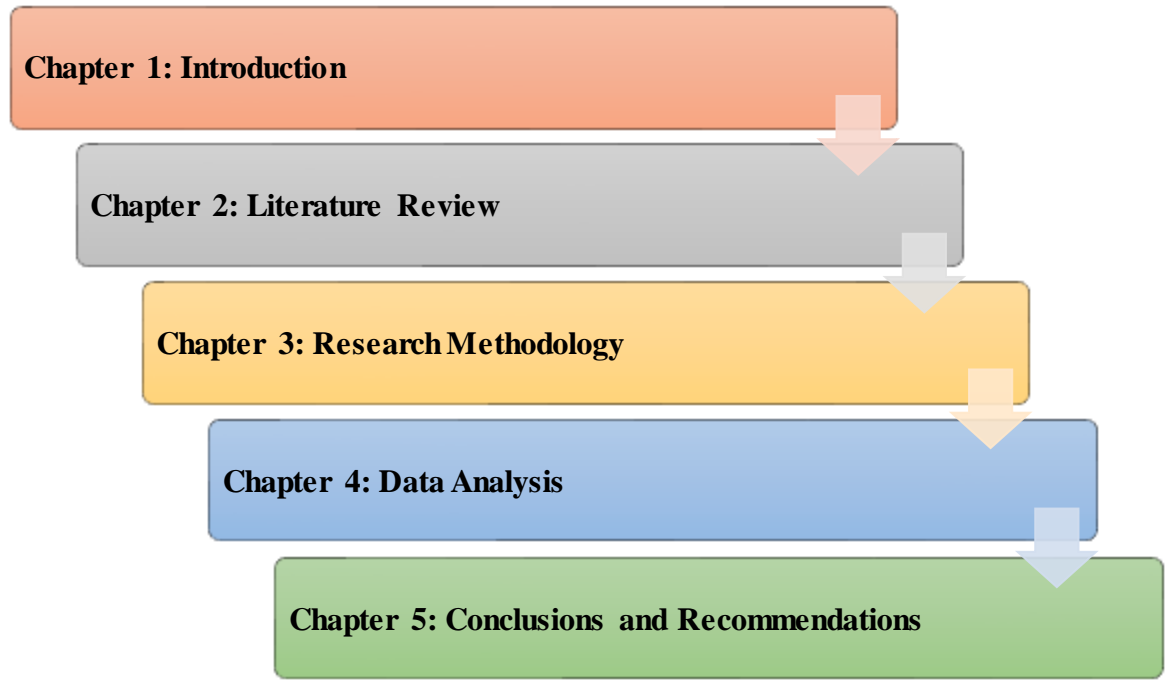 Chapter 1: Introduction
Chapter 2: Literature Review
Chapter 3: Research Methodology
Chapter 4: Data Analysis
Chapter 5: Conclusions and Recommendations